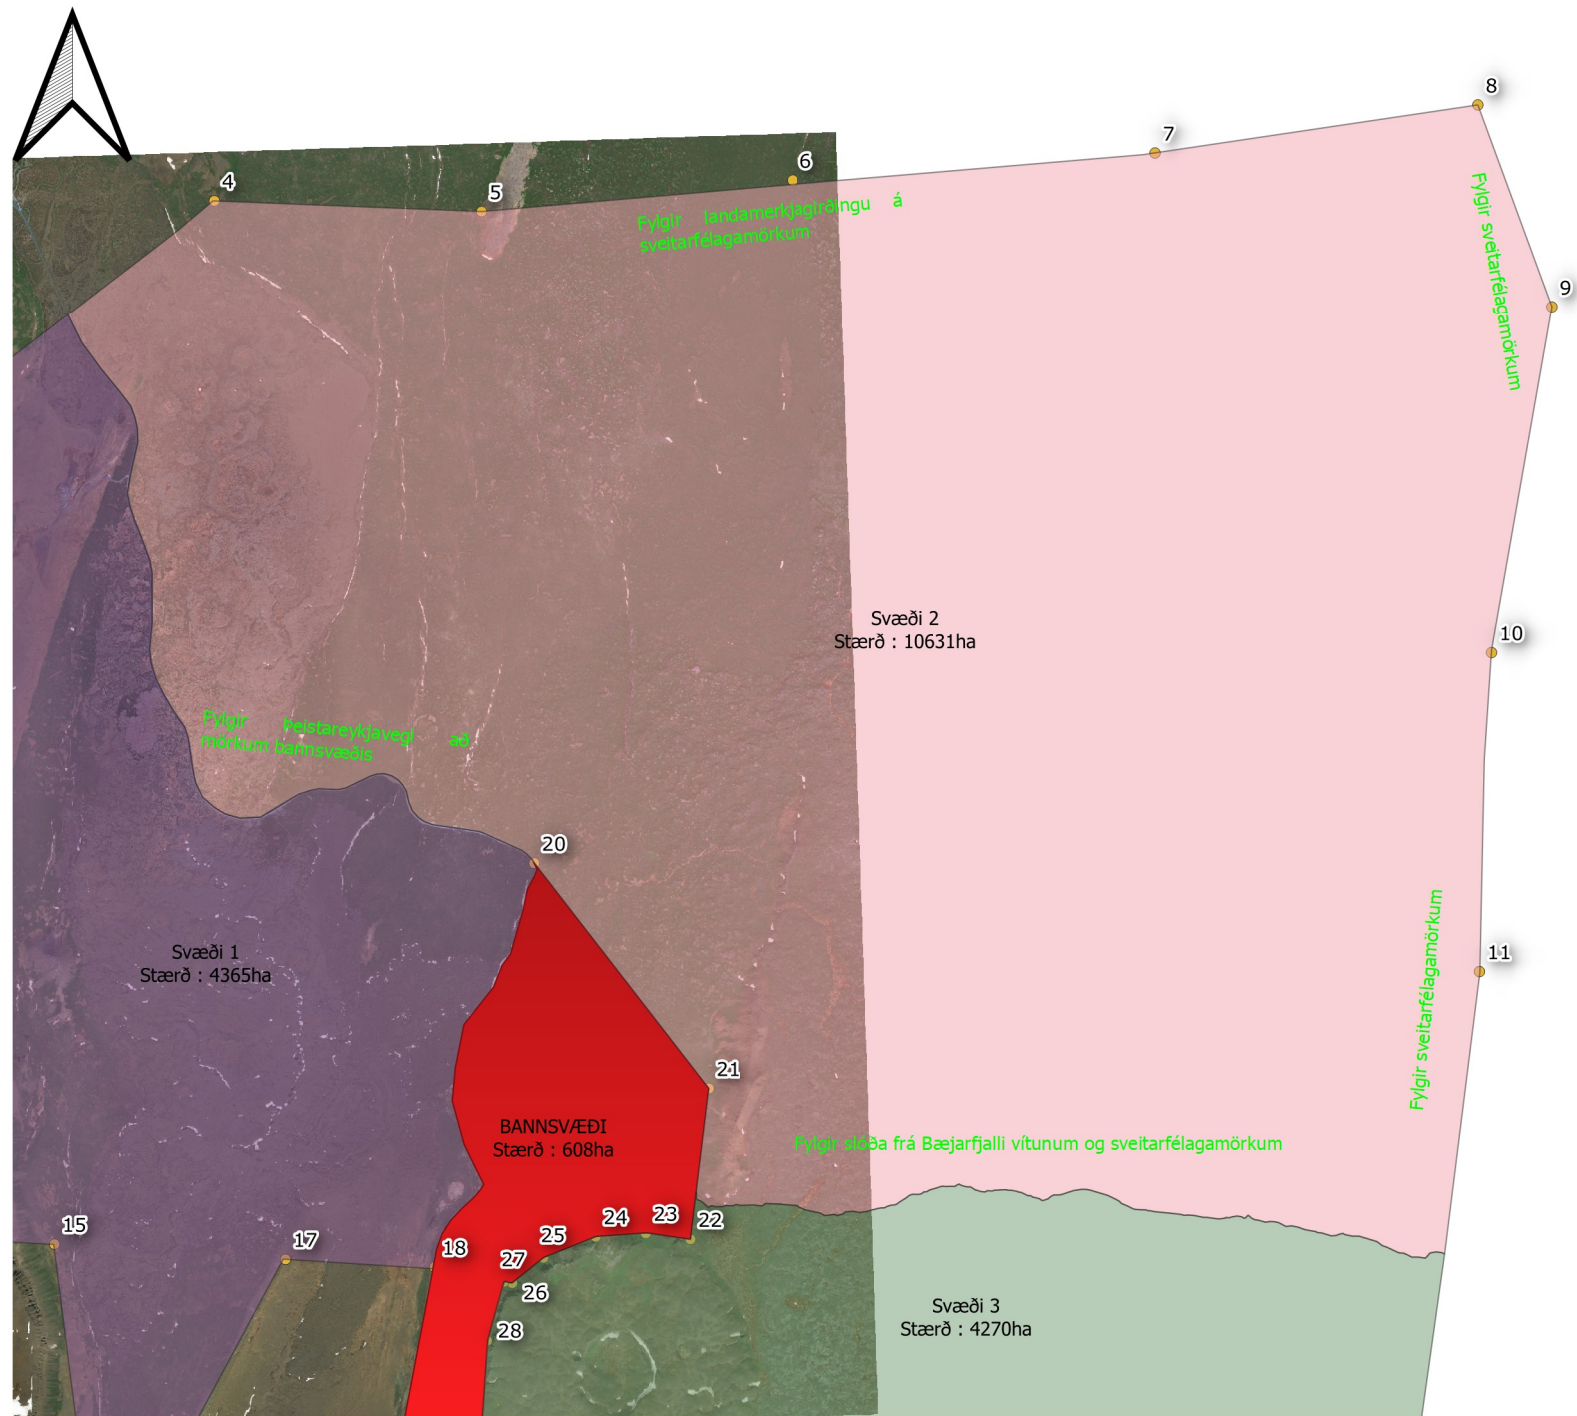 8
7
6
4
5
Fylgir landamerkjagirðingu á
sveitarfélagamörkum
Fylgir sveitarfélagamörkum
9
Svæði 2
Stærð : 10631ha
10
Fylgir Þeistareykjavegi að
mörkum bannsvæðis
20
Fylgir sveitarfélagamörkum
Svæði 1
Stærð : 4365ha
11
21
BANNSVÆÐI
Stærð : 608ha
Fylgir slóða frá Bæjarfjalli vítunum og sveitarfélagamörkum
15
17
18
25
24
23
22
27
26
28
Svæði 3
Stærð : 4270ha